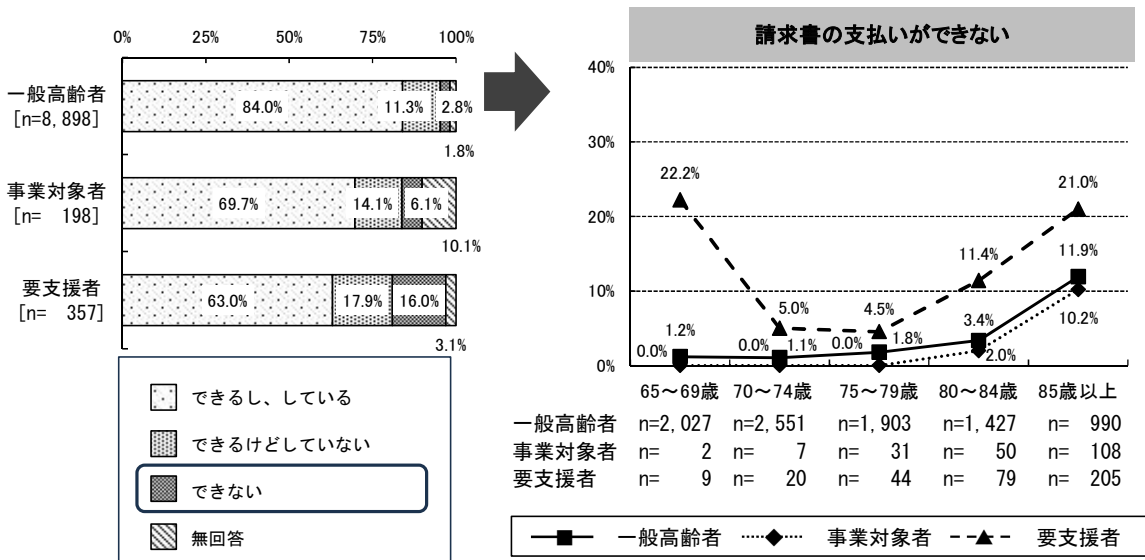 0% 25% 50% 75% 100%
一般高齢者
[n=8,898]
84.0% 11.3% 2.8%
1.8%
事業対象者
[n= 198]
69.7% 14.1% 6.1%
10.1%
要支援者
[n= 357]
63.0% 17.9% 16.0%
3.1%
できるし、している
できるけどしていない
できない
無回答
請求書の支払いができない
40%
30%
20%
10%
0%
22.2% 5.0% 4.5% 11.4% 21.0%
1.2% 1.1% 1.8% 3.4% 11.9%
0.0% 0.0% 0.0% 2.0% 10.2%
65～69歳 70～74歳 75～79歳 80～84歳 85歳以上
一般高齢者 n=2,027 n=2,551 n=1,903 n=1,427 n= 990
事業対象者 n= 2 n= 7 n= 31 n= 50 n= 108
要支援者 n= 9 n= 20 n= 44 n= 79 n= 205
一般高齢者 事業対象者 要支援者